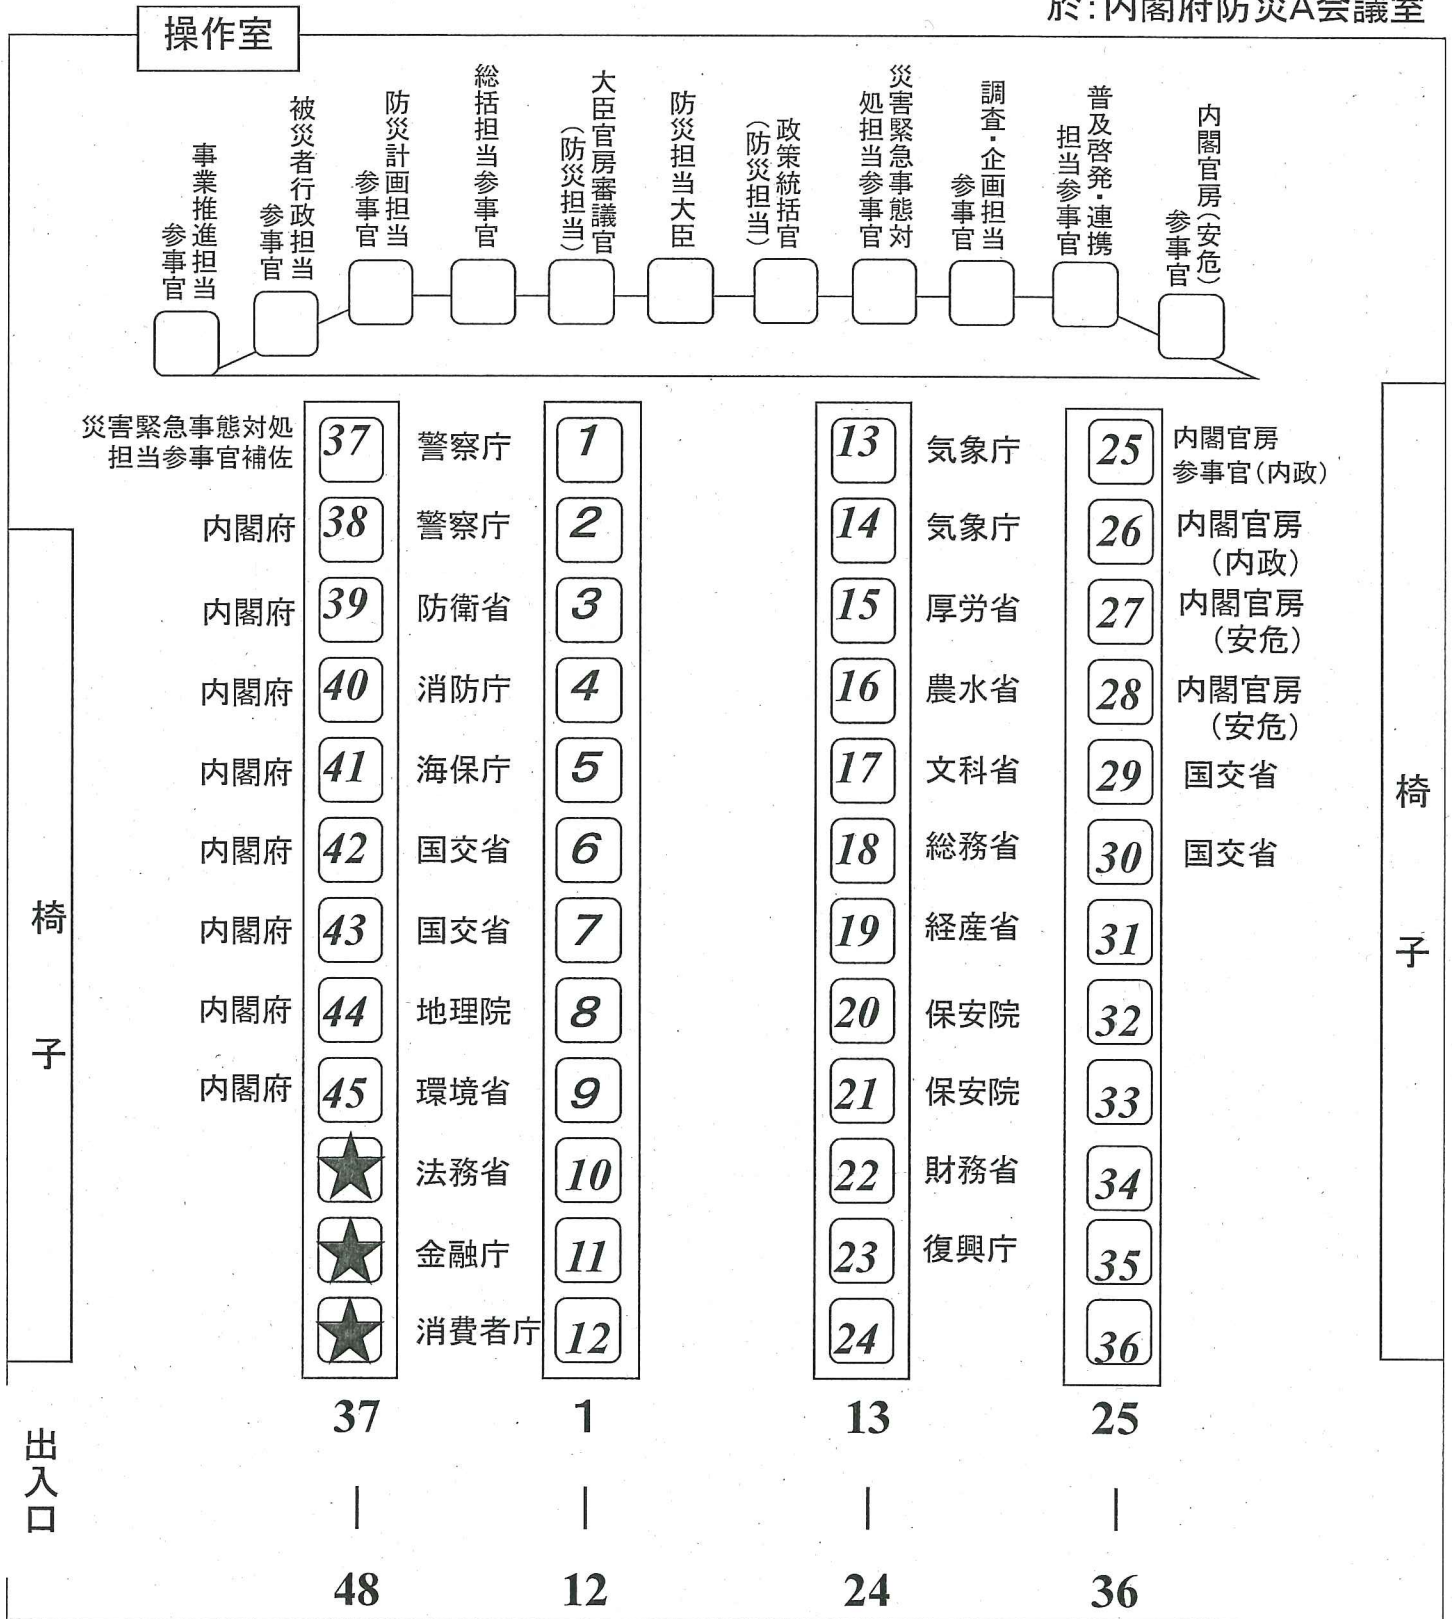 於:内閣府防災A会議室
操作室
事業推進担当
参事官
被災者行政担当
参事官
防災計画担当
参事官
総括担当参事官
大臣官房審議官
(防災担当)
防災担当大臣
政策統括官
(防災担当)
災害緊急事態対
処担当参事官
調査・企画担当
参事官
普及啓発・連携
担当参事官
内閣官房(安危)
参事官
災害緊急事態対処
担当参事官補佐
37
警察庁
1
13
気象庁
25
内閣官房
参事官(内政)
内閣府
38
警察庁
2
14
気象庁
26
内閣官房
(内政)
内閣府
39
防衛省
3
15
厚労省
27
内閣官房
(安危)
内閣府
40
消防庁
4
16
農水省
28
内閣官房
(安危)
内閣府
41
海保庁
5
17
文科省
29
国交省
内閣府
42
国交省
6
18
総務省
30
国交省
内閣府
43
国交省
7
19
経産省
31
内閣府
44
地理院
8
20
保安院
32
内閣府
45
環境省
9
21
保安院
33
★
法務省
10
22
財務省
34
★
金融庁
11
23
復興庁
35
★
消費者庁
12
24
36
椅子
椅子
出入口
37
|
48
1
|
12
13
|
24
25
|
36